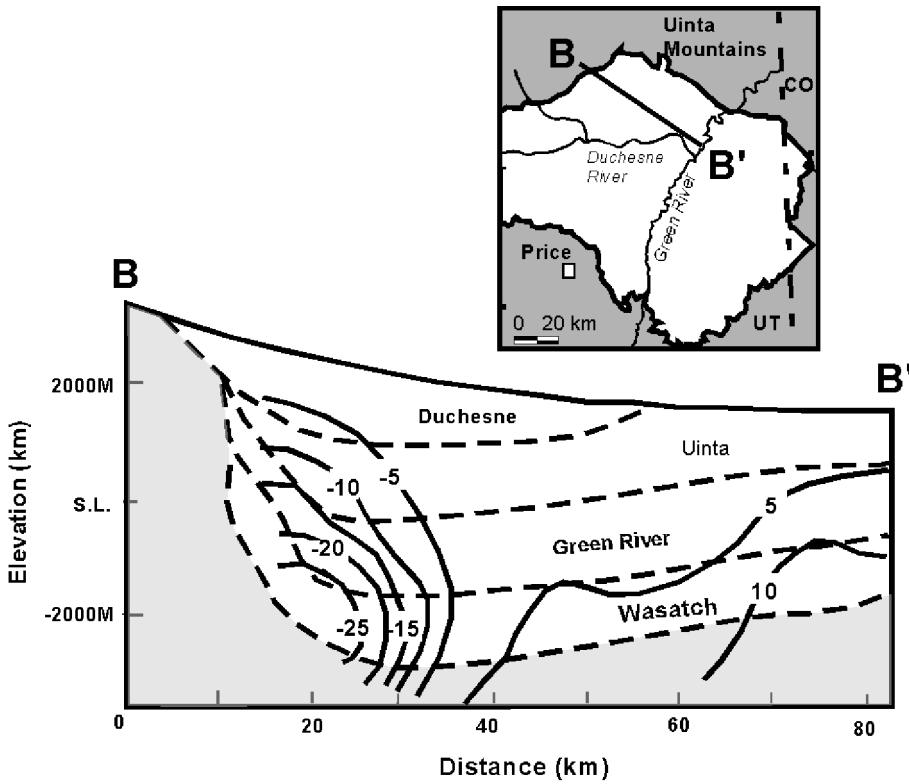 Uinta
Mountains
B
CO
Duchesne
River
B'
Green River
Price
0 20 km
UT
B
B'
2000M
Duchesne
Uinta
-5
-10
5
S.L.
Elevation (km)
-20
Green River
10
-2000M
Wasatch
-25
-15
0
20
40
60
80
Distance (km)